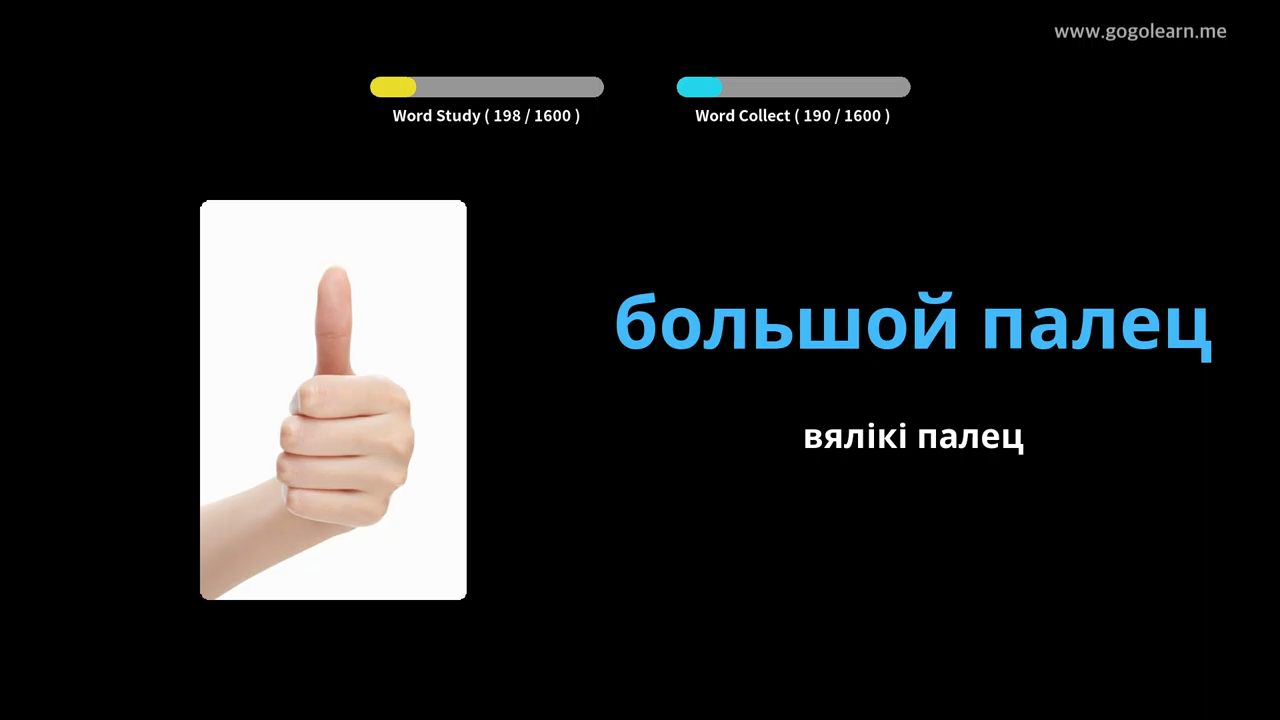 www.gogolearn.me
Word Study ( 198 / 1600 )
Word Collect ( 190 / 1600 )
большой палец
вялікі палец